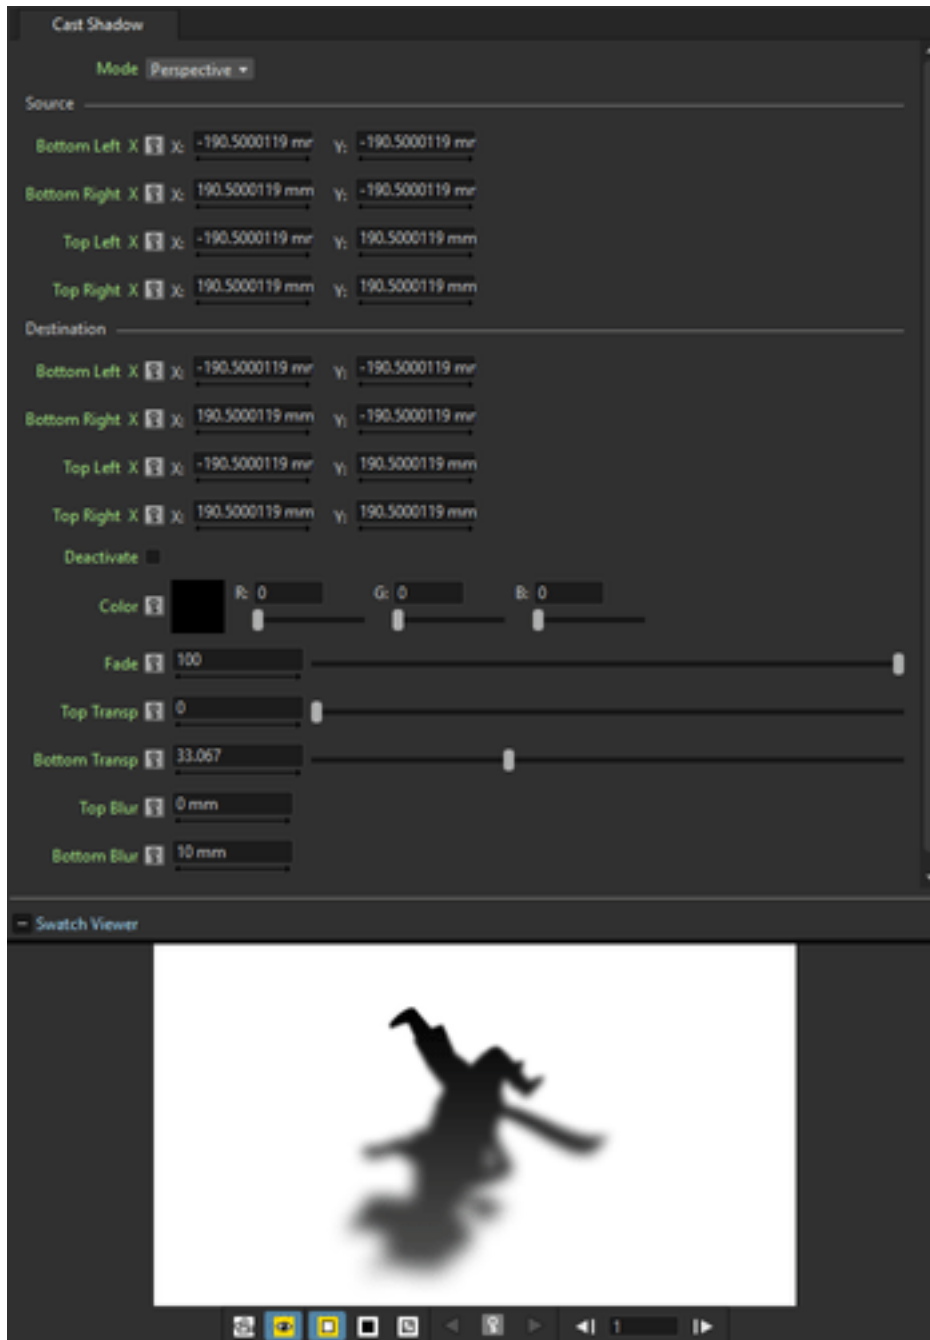 Cast Shadow
Mode Perspective
Source
Bottom Left X X: -190.5000119 mr Y: -190.5000119 mr
Bottom Right X X: 190.5000119 mm Y: -190.5000119 mr
Top Left X X: -190.5000119 mr Y: 190.5000119 mm
Top Right X X: 190.5000119 mm Y: 190.5000119 mm
Destination
Bottom Left X X: -190.5000119 mr Y: -190.5000119 mr
Bottom Right X X: 190.5000119 mm Y: -190.5000119 mr
Top Left X X: -190.5000119 mr Y: 190.5000119 mm
Top Right X X: 190.5000119 mm Y: 190.5000119 mm
Deactivate
Color R: 0 G: 0 B: 0
Fade 100
Top Transp 0
Bottom Transp 33.067
Top Blur 0 mm
Bottom Blur 10 mm
Swatch Viewer
1